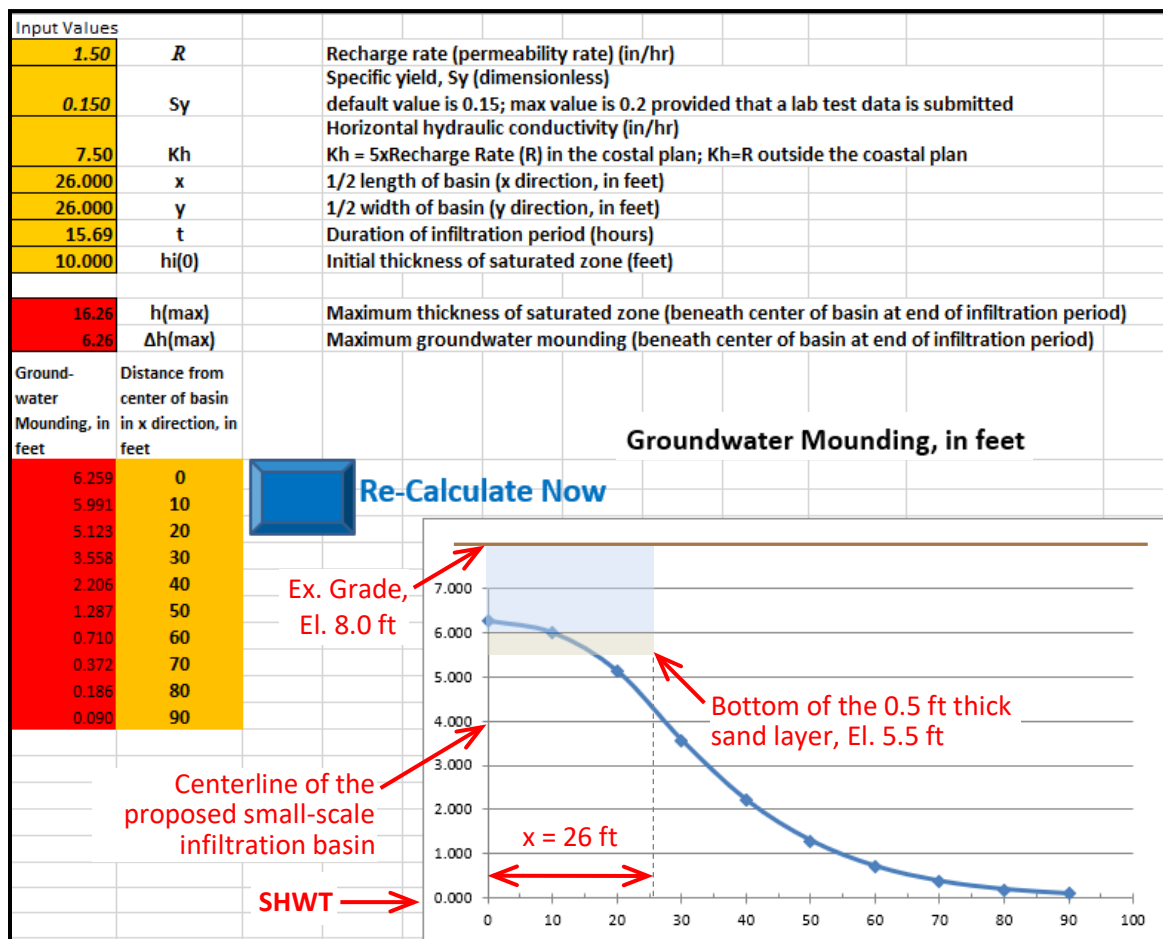 Input Values
1.50 R Recharge rate (permeability rate) (in/hr)
Specific yield, Sy (dimensionless)
0.150 Sy default value is 0.15; max value is 0.2 provided that a lab test data is submitted
Horizontal hydraulic conductivity (in/hr)
7.50 Kh Kh = 5xRecharge Rate (R) in the costal plan; Kh=R outside the coastal plan
26.000 x 1/2 length of basin (x direction, in feet)
26.000 y 1/2 width of basin (y direction, in feet)
15.69 t Duration of infiltration period (hours)
10.000 hi(0) Initial thickness of saturated zone (feet)
16.26 h(max) Maximum thickness of saturated zone (beneath center of basin at end of infiltration period)
6.26 Δh(max) Maximum groundwater mounding (beneath center of basin at end of infiltration period)
Ground-
water
Mounding, in
feet
Distance from
center of basin
in x direction, in
feet
6.259 0
5.991 10
5.123 20
3.558 30
2.206 40
1.287 50
0.710 60
0.372 70
0.186 80
0.090 90
Re-Calculate Now
Groundwater Mounding, in feet
Ex. Grade,
El. 8.0 ft
7.000
6.000
5.000
4.000
3.000
2.000
1.000
0.000
Bottom of the 0.5 ft thick
sand layer, El. 5.5 ft
Centerline of the
proposed small-scale
infiltration basin
x = 26 ft
SHWT
0 10 20 30 40 50 60 70 80 90 100